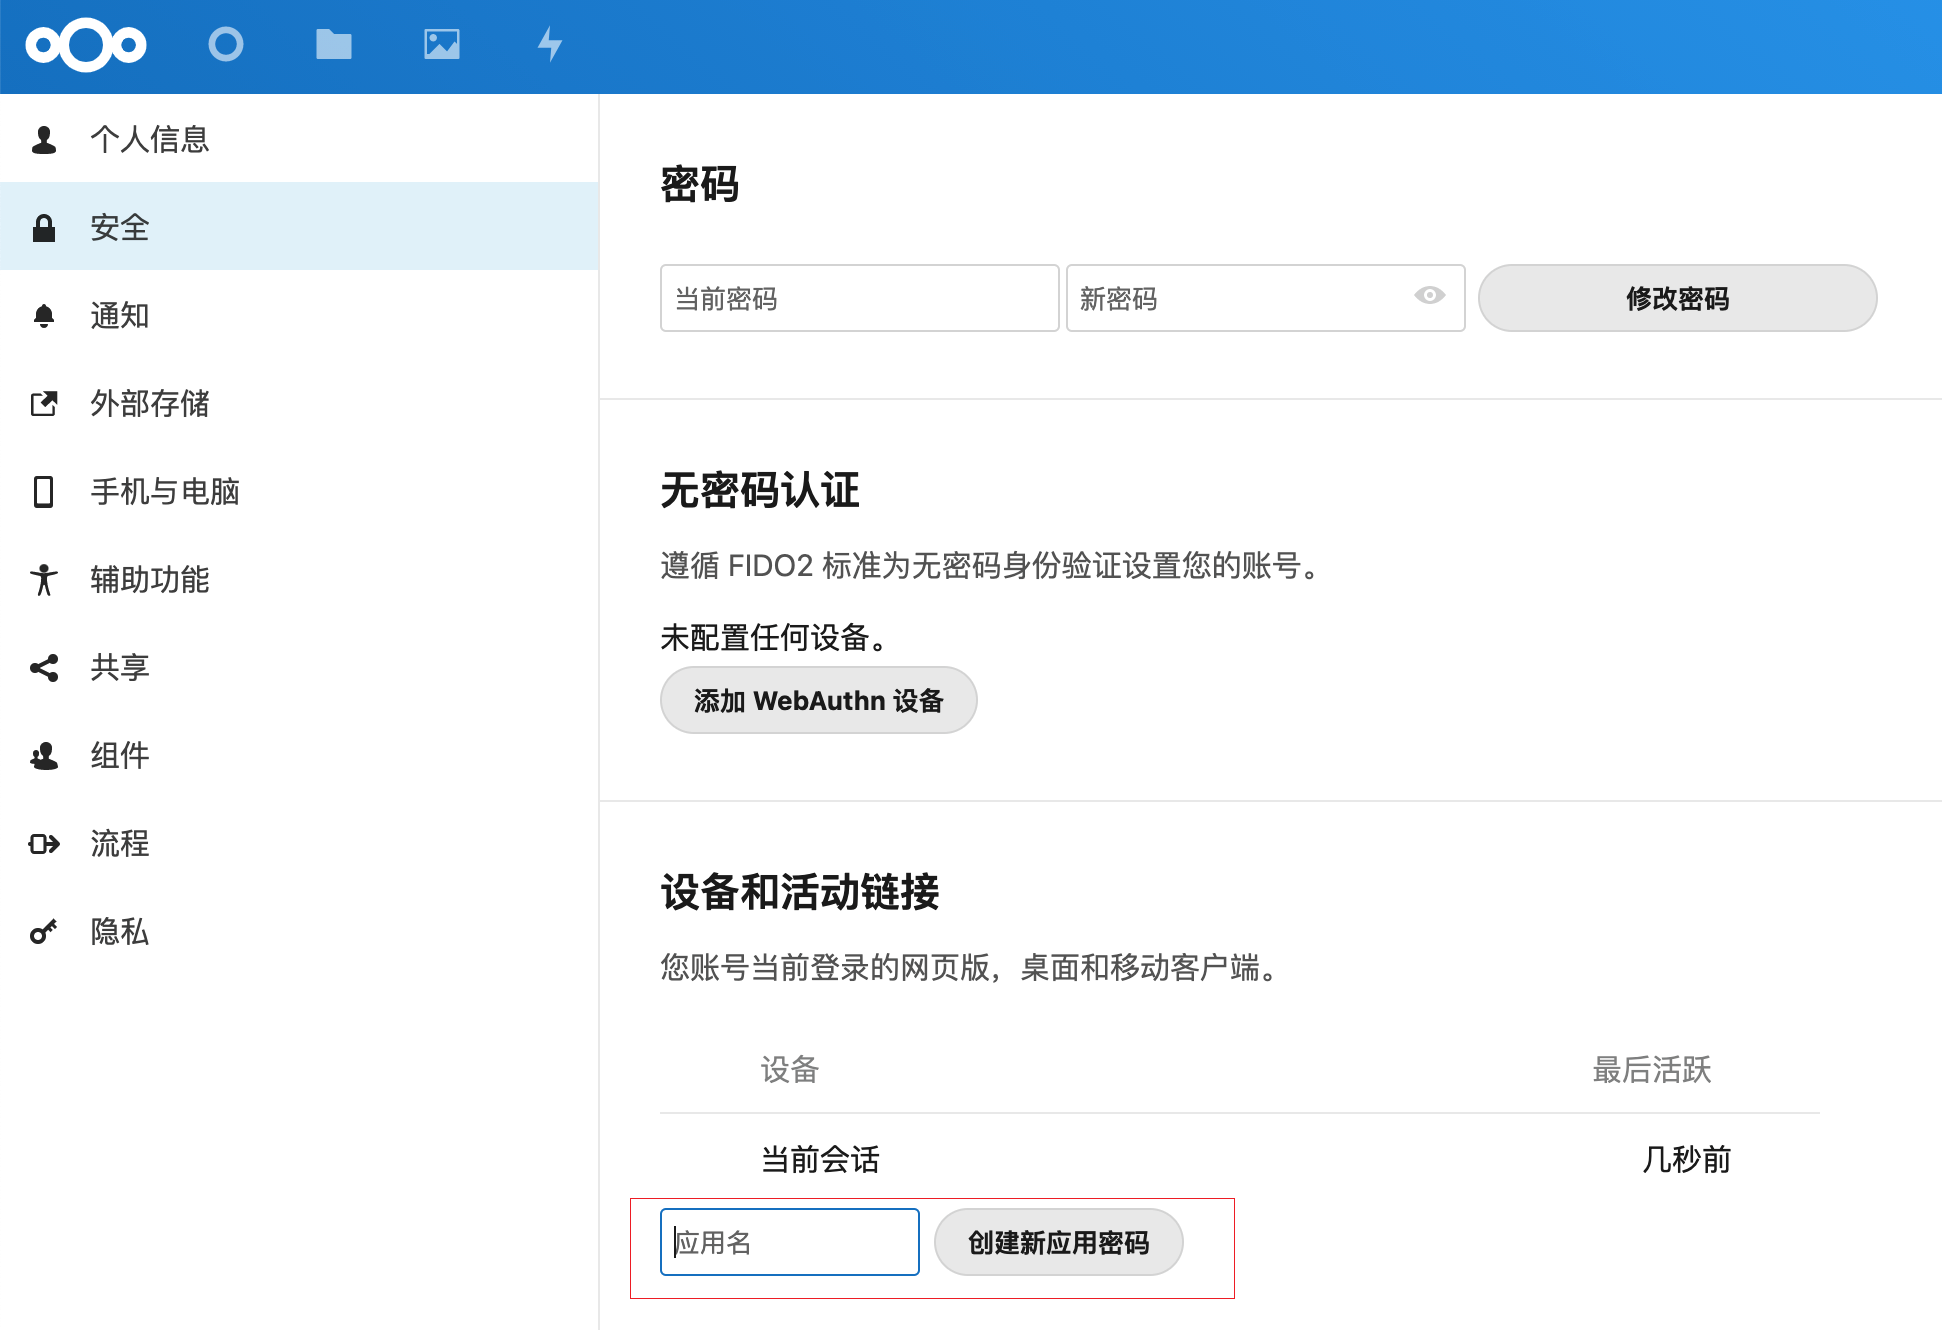 个人信息
安全
通知
外部存储
手机与电脑
辅助功能
共享
组件
流程
隐私
密码
当前密码 新密码 修改密码
无密码认证
遵循 FIDO2 标准为无密码身份验证设置您的账号。
未配置任何设备。
添加 WebAuthn 设备
设备和活动链接
您账号当前登录的网页版，桌面和移动客户端。
设备 最后活跃
当前会话 几秒前
应用名 创建新应用密码